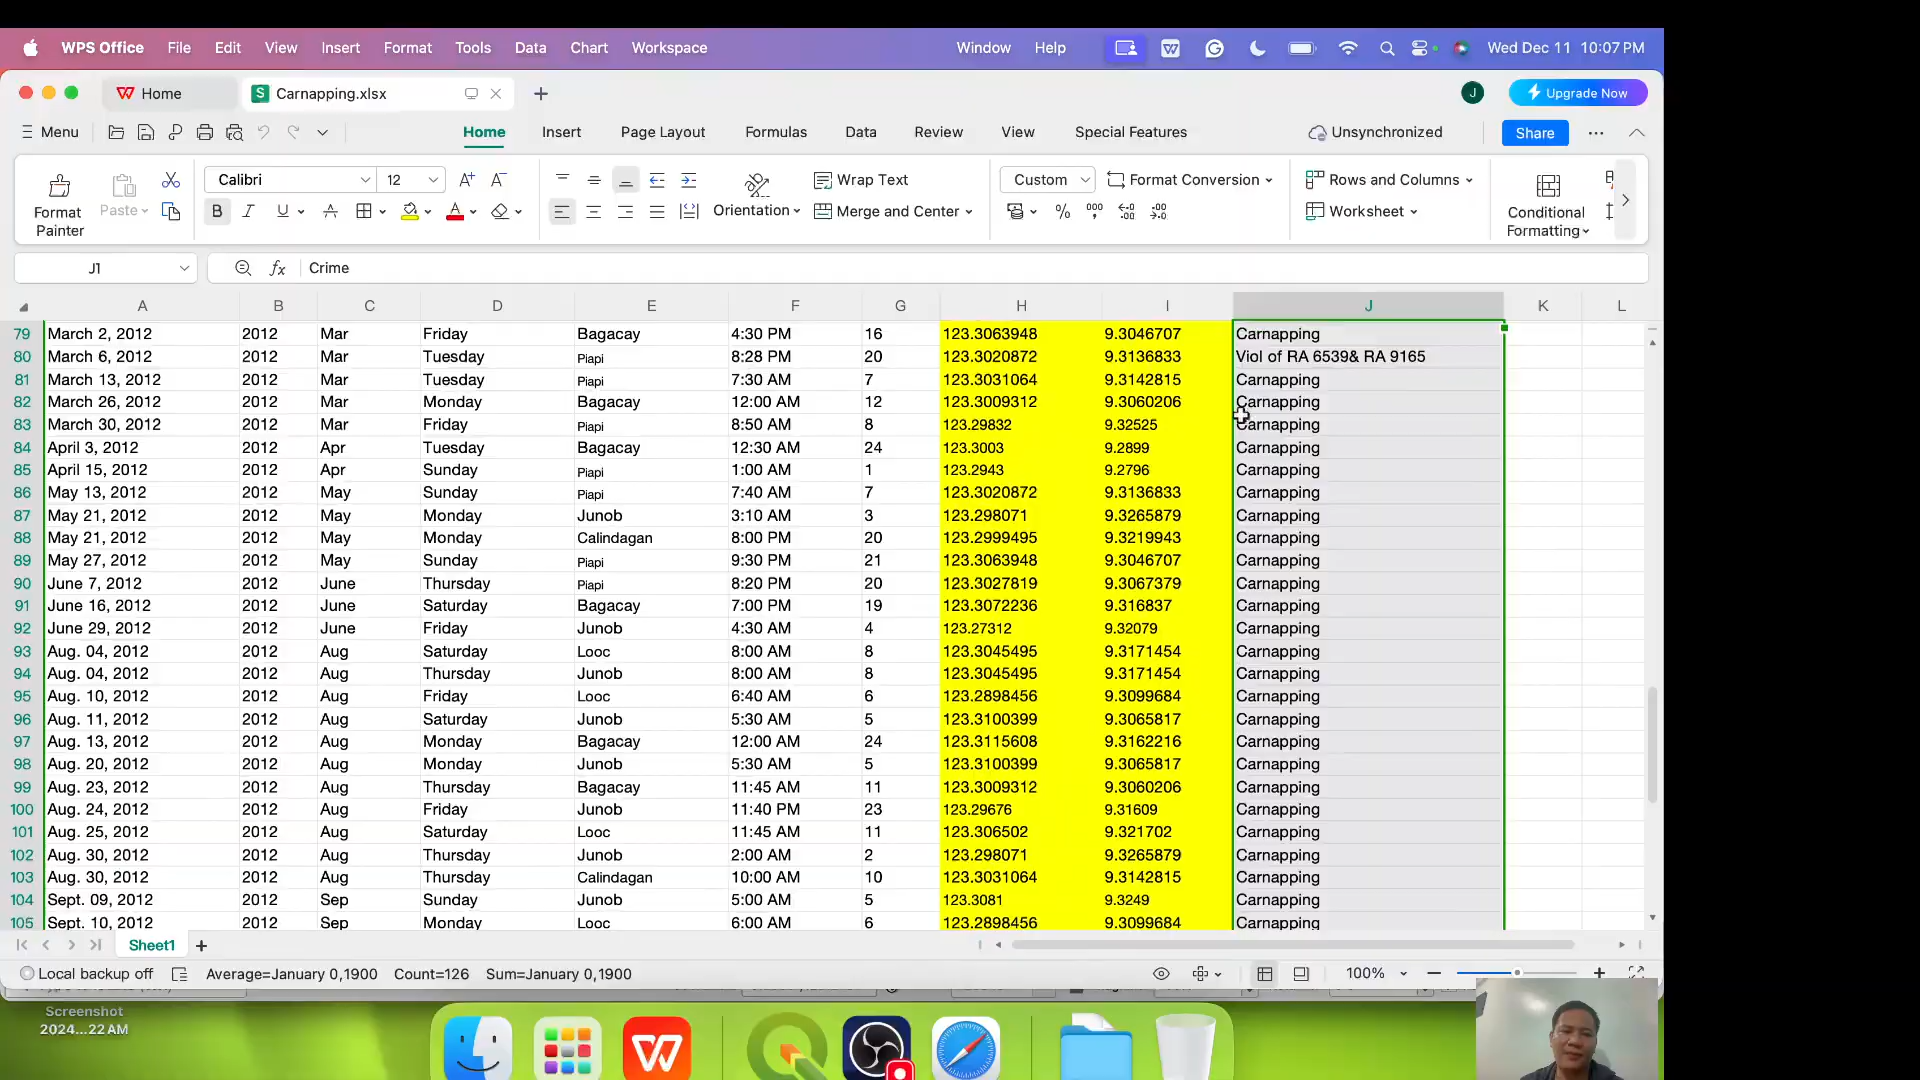 WPS Office File Edit View Insert Format Tools Data Chart Workspace Window Help Wed Dec 11 10:07 PM
Home Carnapping.xlsx J Upgrade Now
Menu Home Insert Page Layout Formulas Data Review View Special Features Unsynchronized Share
Calibri 12 Wrap Text Custom Format Conversion Rows and Columns
Format Painter Paste Orientation Merge and Center Worksheet Conditional Formatting
J1 fx Crime
A B C D E F G H I J K L
79 March 2, 2012 2012 Mar Friday Bagacay 4:30 PM 16 123.3063948 9.3046707 Carnapping
80 March 6, 2012 2012 Mar Tuesday Piapi 8:28 PM 20 123.3020872 9.3136833 Viol of RA 6539& RA 9165
81 March 13, 2012 2012 Mar Tuesday Piapi 7:30 AM 7 123.3031064 9.3142815 Carnapping
82 March 26, 2012 2012 Mar Monday Bagacay 12:00 AM 12 123.3009312 9.3060206 Carnapping
83 March 30, 2012 2012 Mar Friday Piapi 8:50 AM 8 123.29832 9.32525 Carnapping
84 April 3, 2012 2012 Apr Tuesday Bagacay 12:30 AM 24 123.3003 9.2899 Carnapping
85 April 15, 2012 2012 Apr Sunday Piapi 1:00 AM 1 123.2943 9.2796 Carnapping
86 May 13, 2012 2012 May Sunday Piapi 7:40 AM 7 123.3020872 9.3136833 Carnapping
87 May 21, 2012 2012 May Monday Junob 3:10 AM 3 123.298071 9.3265879 Carnapping
88 May 21, 2012 2012 May Monday Calindagan 8:00 PM 20 123.2999495 9.3219943 Carnapping
89 May 27, 2012 2012 May Sunday Piapi 9:30 PM 21 123.3063948 9.3046707 Carnapping
90 June 7, 2012 2012 June Thursday Piapi 8:20 PM 20 123.3027819 9.3067379 Carnapping
91 June 16, 2012 2012 June Saturday Bagacay 7:00 PM 19 123.3072236 9.316837 Carnapping
92 June 29, 2012 2012 June Friday Junob 4:30 AM 4 123.27312 9.32079 Carnapping
93 Aug. 04, 2012 2012 Aug Saturday Looc 8:00 AM 8 123.3045495 9.3171454 Carnapping
94 Aug. 04, 2012 2012 Aug Thursday Junob 8:00 AM 8 123.3045495 9.3171454 Carnapping
95 Aug. 10, 2012 2012 Aug Friday Looc 6:40 AM 6 123.2898456 9.3099684 Carnapping
96 Aug. 11, 2012 2012 Aug Saturday Junob 5:30 AM 5 123.3100399 9.3065817 Carnapping
97 Aug. 13, 2012 2012 Aug Monday Bagacay 12:00 AM 24 123.3115608 9.3162216 Carnapping
98 Aug. 20, 2012 2012 Aug Monday Junob 5:30 AM 5 123.3100399 9.3065817 Carnapping
99 Aug. 23, 2012 2012 Aug Thursday Bagacay 11:45 AM 11 123.3009312 9.3060206 Carnapping
100 Aug. 24, 2012 2012 Aug Friday Junob 11:40 PM 23 123.29676 9.31609 Carnapping
101 Aug. 25, 2012 2012 Aug Saturday Looc 11:45 AM 11 123.306502 9.321702 Carnapping
102 Aug. 30, 2012 2012 Aug Thursday Junob 2:00 AM 2 123.298071 9.3265879 Carnapping
103 Aug. 30, 2012 2012 Aug Thursday Calindagan 10:00 AM 10 123.3031064 9.3142815 Carnapping
104 Sept. 09, 2012 2012 Sep Sunday Junob 5:00 AM 5 123.3081 9.3249 Carnapping
105 Sept. 10, 2012 2012 Sep Monday Looc 6:00 AM 6 123.2898456 9.3099684 Carnapping
Sheet1
Local backup off Average=January 0,1900 Count=126 Sum=January 0,1900 100%
Screenshot
2024...22 AM